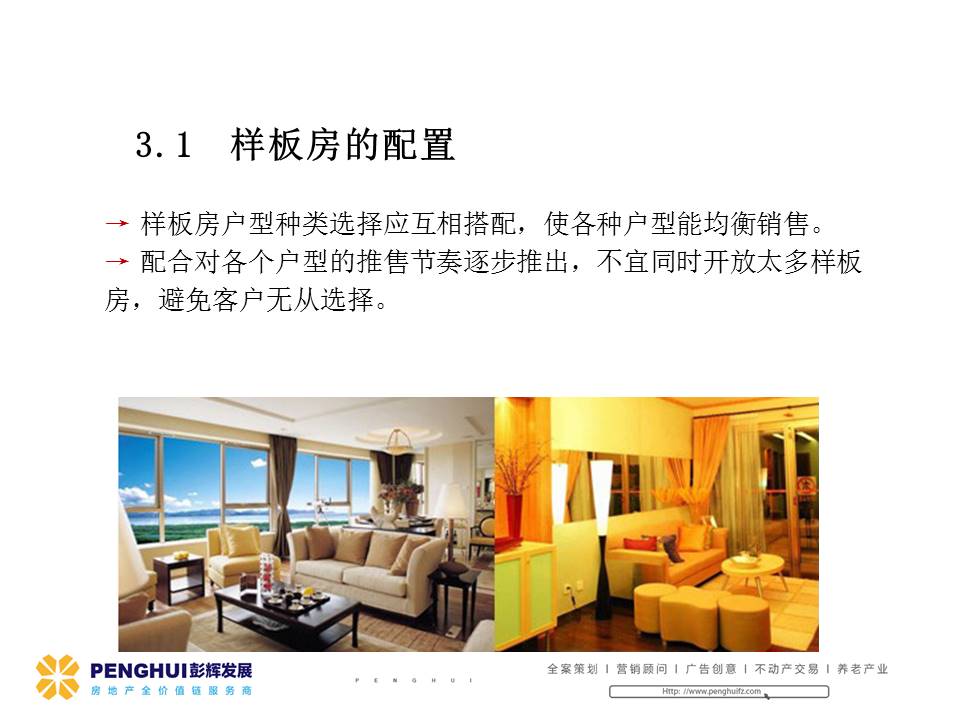 3.1 样板房的配置
→ 样板房户型种类选择应互相搭配，使各种户型能均衡销售。
→ 配合对各个户型的推售节奏逐步推出，不宜同时开放太多样板
房，避免客户无从选择。
PENGHUI彭辉发展
房地产全价值链服务商
PENGHUI
全案策划 I 营销顾问 I 广告创意 I 不动产交易 I 养老产业
Http: //www.penghuifz.com